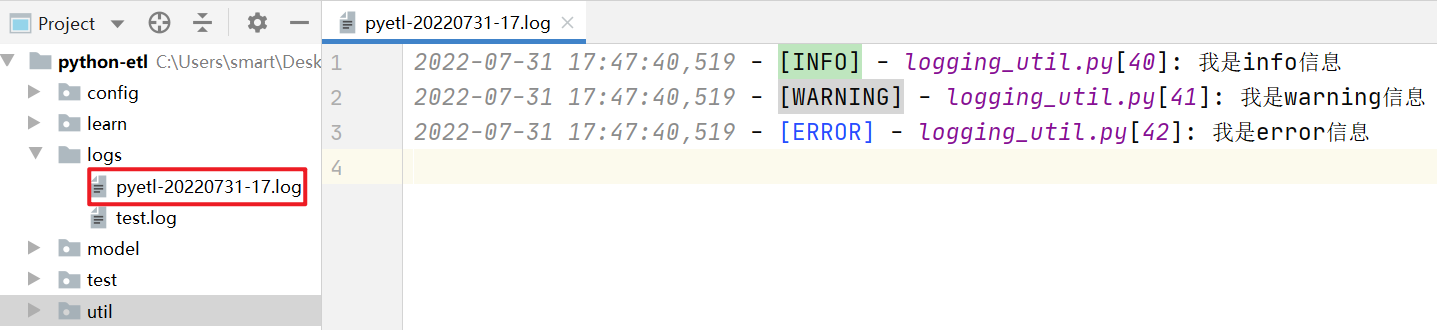 Project
python-etl C:\Users\smart\Desk
config
learn
logs
pyetl-20220731-17.log
test.log
model
test
util
pyetl-20220731-17.log
1 2022-07-31 17:47:40,519 - [INFO] - logging_util.py[40]: 我是info信息
2 2022-07-31 17:47:40,519 - [WARNING] - logging_util.py[41]: 我是warning信息
3 2022-07-31 17:47:40,519 - [ERROR] - logging_util.py[42]: 我是error信息
4